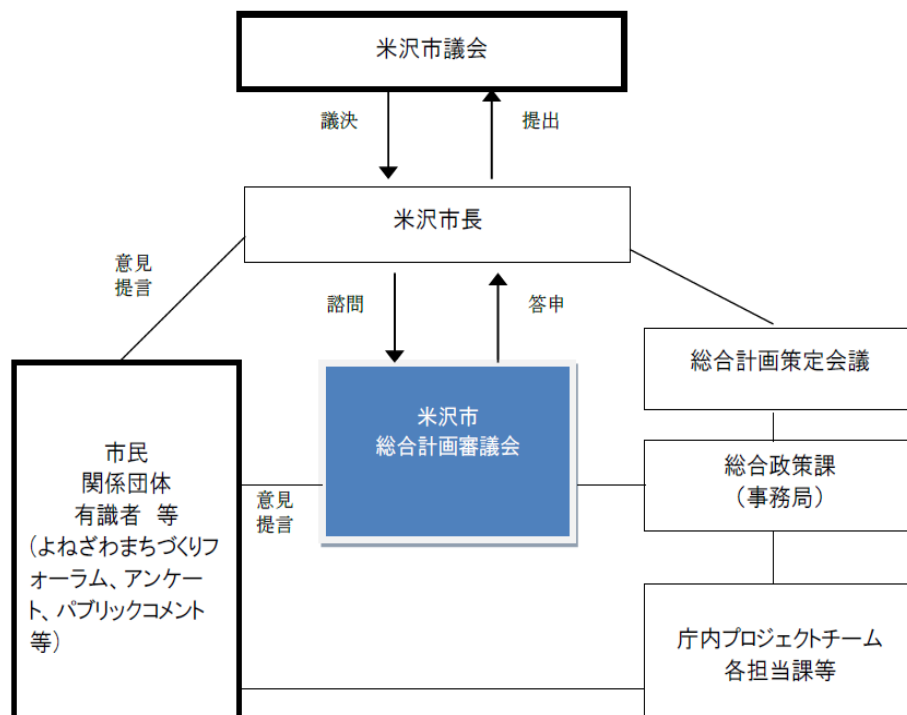 米沢市議会
議決
提出
米沢市長
意見
提言
諮問
答申
総合計画策定会議
米沢市
総合計画審議会
総合政策課
（事務局）
市民
関係団体
有識者　等
（よねざわまちづくりフ
ォーラム、アンケー
ト、パブリックコメント
等）
意見
提言
庁内プロジェクトチーム
各担当課等